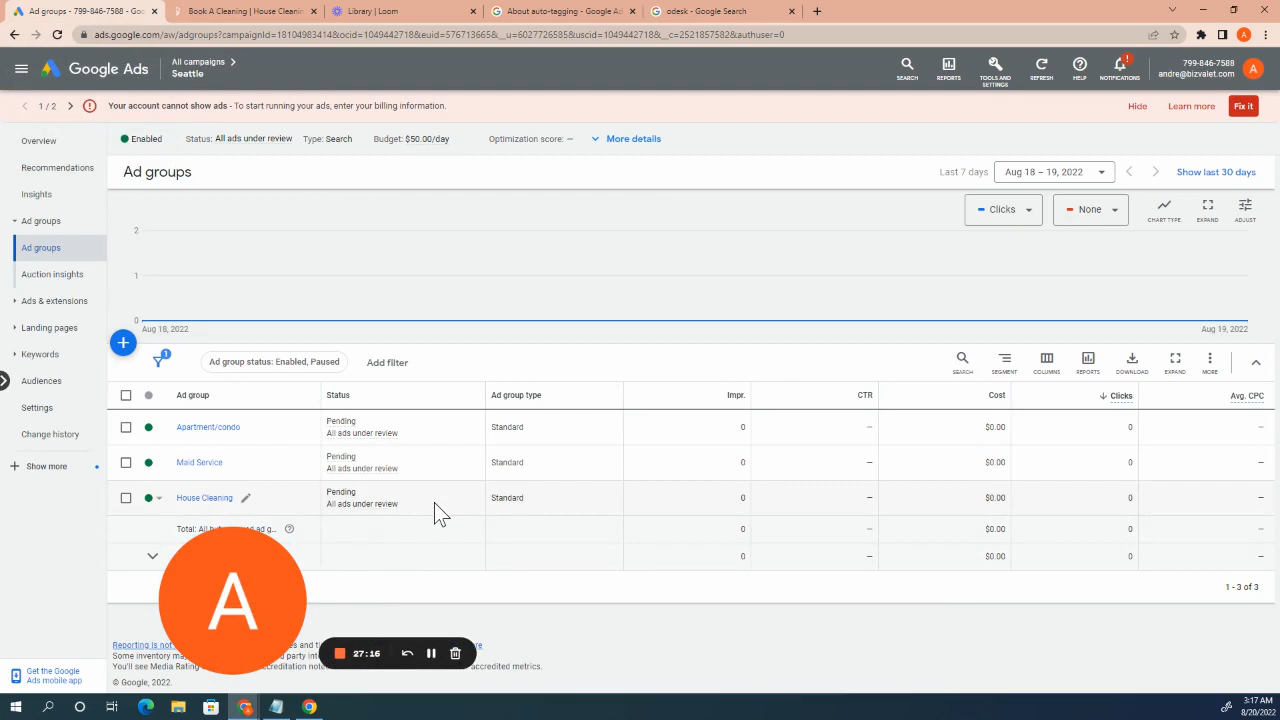 Ad groups - 799-846-7588 - Goo
Book A Cleaning | House Cleanin
Library | Loom
About auto-tagging - Google Ad
odesk - Google Search
ads.google.com/aw/adgroups?campaignId=18104983414&ocid=1049442718&euid=576713665&__u=6027726585&uscid=1049442718&__c=2521857582&authuser=0
Google Ads
All campaigns
Seattle
SEARCH
REPORTS
TOOLS AND
SETTINGS
REFRESH
HELP
NOTIFICATIONS
799-846-7588
andre@bizvalet.com
A
1 / 2
Your account cannot show ads - To start running your ads, enter your billing information.
Hide
Learn more
Fix it
Overview
Recommendations
Insights
Ad groups
Ad groups
Auction insights
Ads & extensions
Landing pages
Keywords
Audiences
Settings
Change history
Show more
Get the Google
Ads mobile app
Enabled
Status: All ads under review
Type: Search
Budget: $50.00/day
Optimization score: –
More details
Ad groups
Last 7 days
Aug 18 – 19, 2022
Show last 30 days
Clicks
None
CHART TYPE
EXPAND
ADJUST
2
1
0
Aug 18, 2022
Aug 19, 2022
1
Ad group status: Enabled, Paused
Add filter
SEARCH
SEGMENT
COLUMNS
REPORTS
DOWNLOAD
EXPAND
MORE
Ad group Status Ad group type Impr. CTR Cost Clicks Avg. CPC
Apartment/condo Pending Standard 0 – $0.00 0 –
All ads under review
Maid Service Pending Standard 0 – $0.00 0 –
All ads under review
House Cleaning Pending Standard 0 – $0.00 0 –
All ads under review
Total: All ad g... 0 – $0.00 0 –
0 – $0.00 0 –
1 - 3 of 3
A
27:16
Reporting is not
Some inventory
You'll see Media Rating accredited metrics.
© Google, 2022.
3:17 AM
8/20/2022